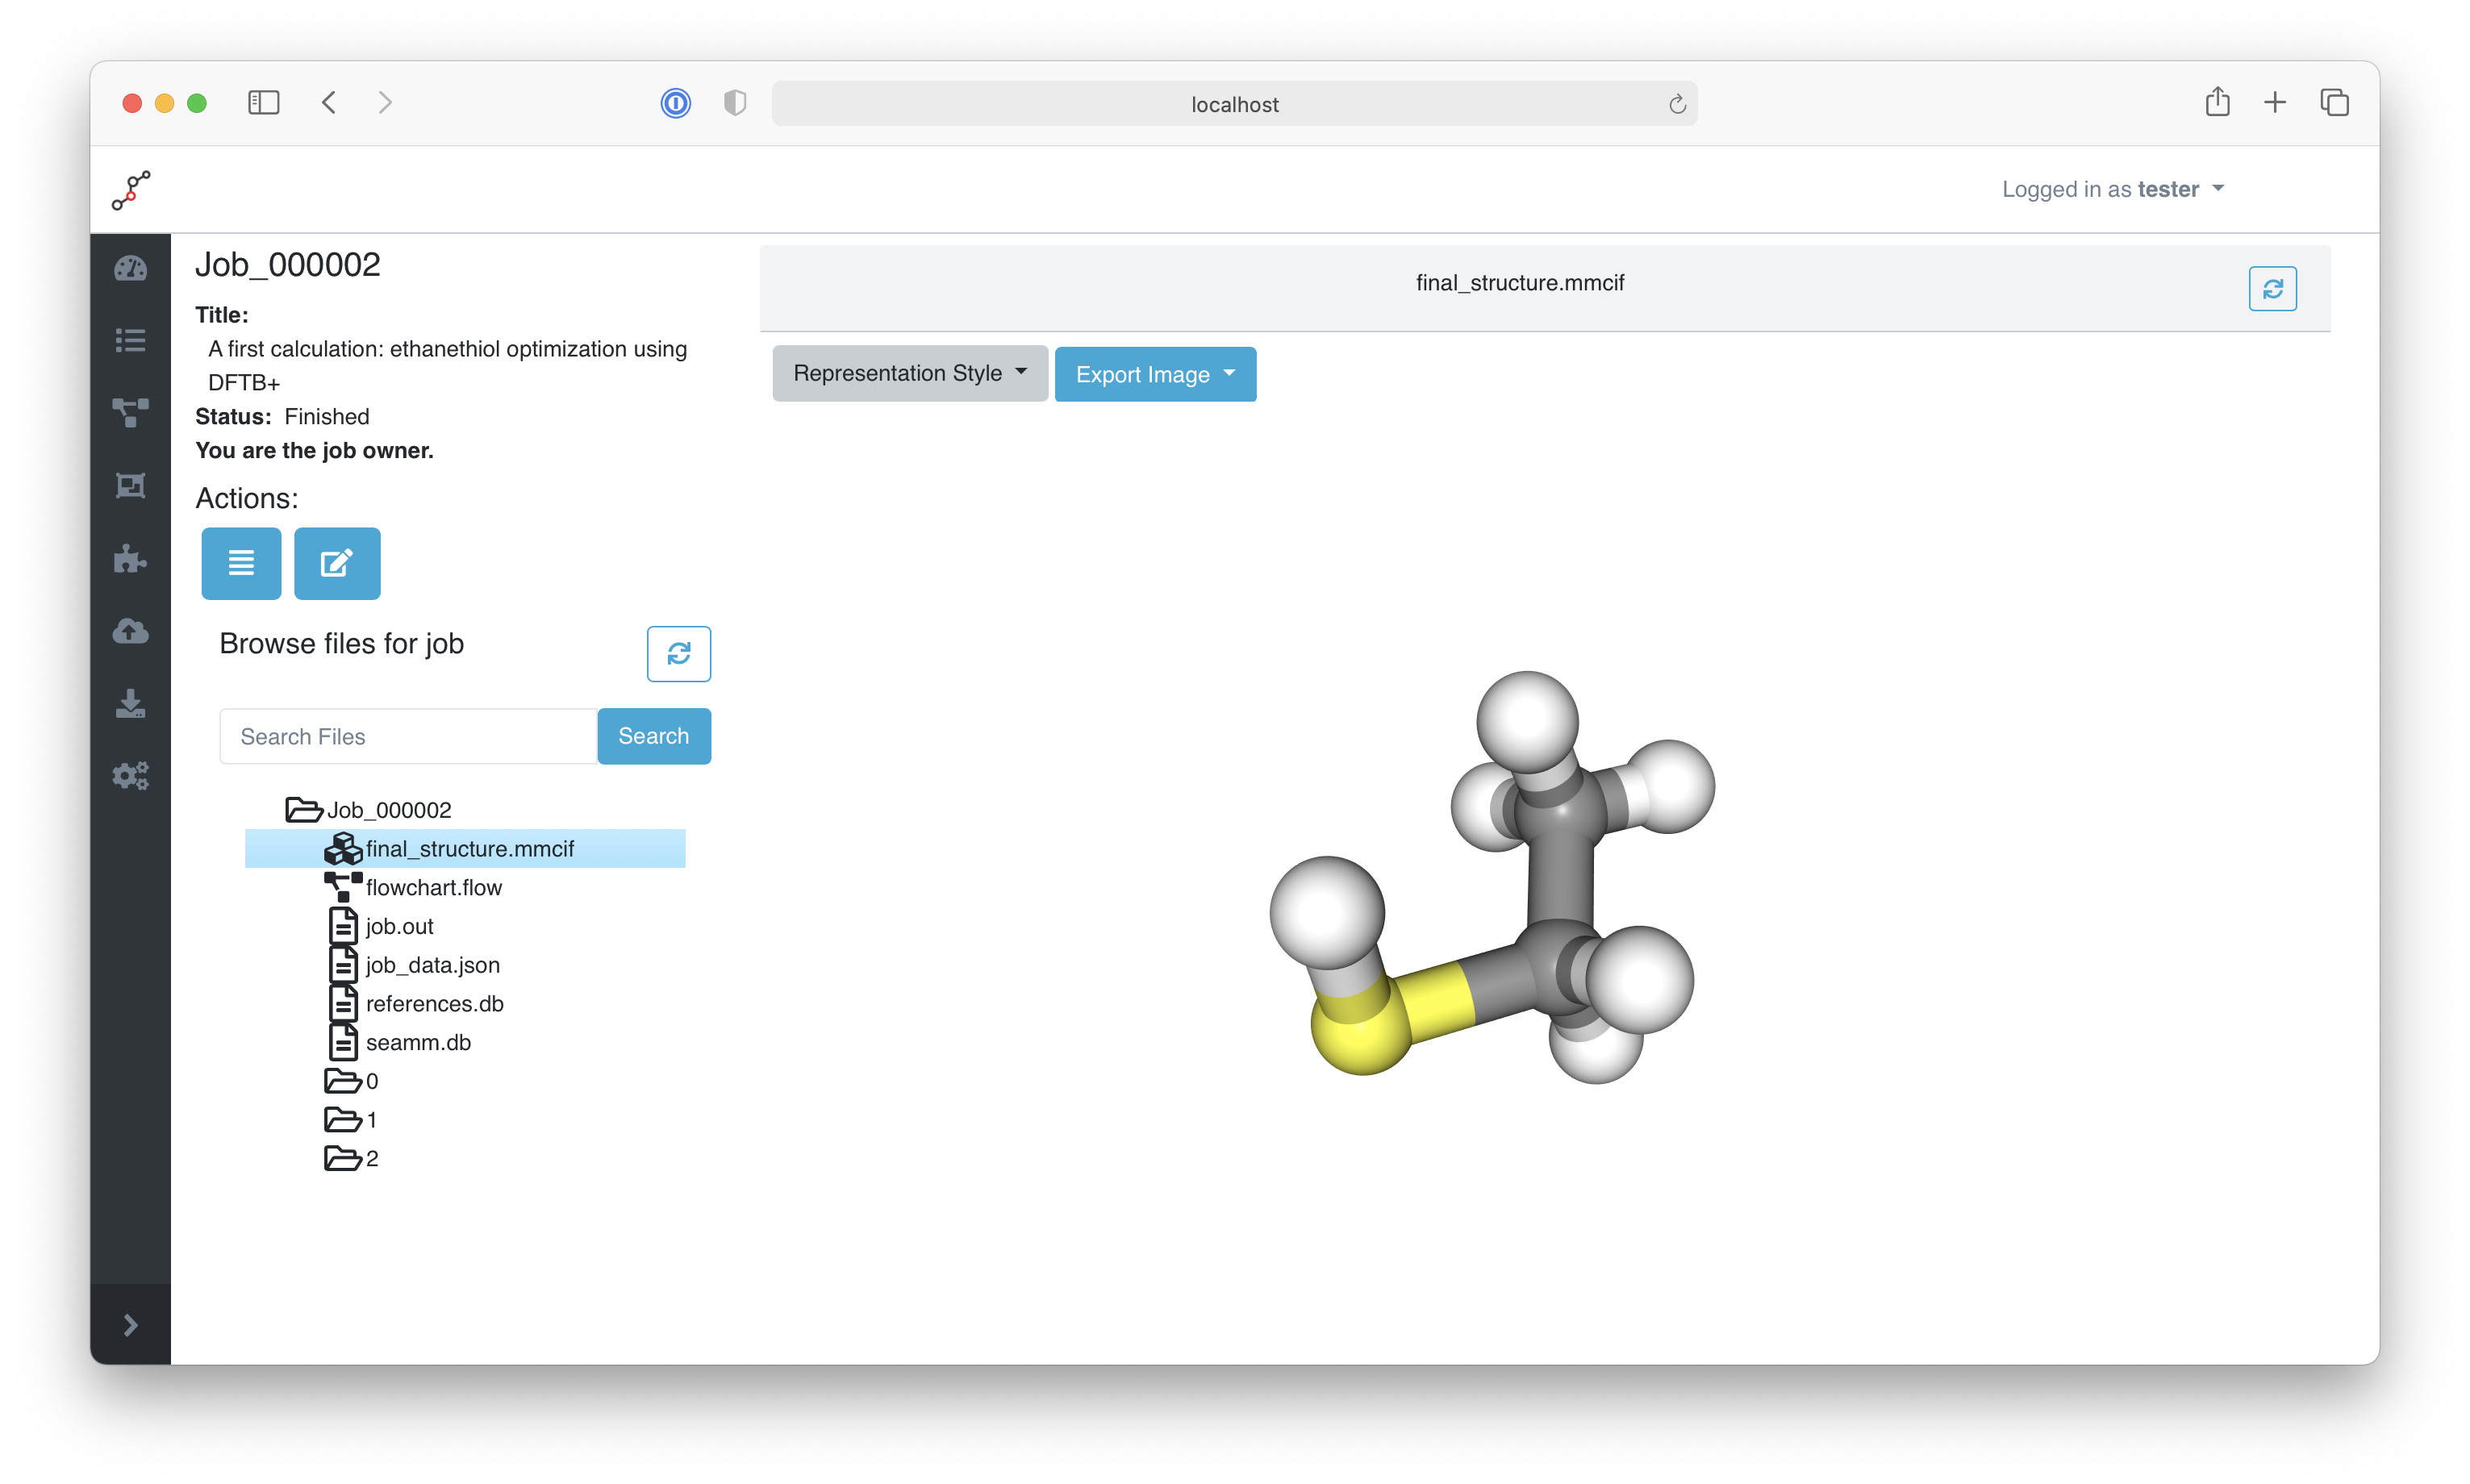 localhost
Logged in as tester
Job_000002
Title:
A first calculation: ethanethiol optimization using
DFTB+
Status: Finished
You are the job owner.
Actions:
Browse files for job
Search Files
Search
Job_000002
final_structure.mmcif
flowchart.flow
job.out
job_data.json
references.db
seamm.db
0
1
2
final_structure.mmcif
Representation Style
Export Image